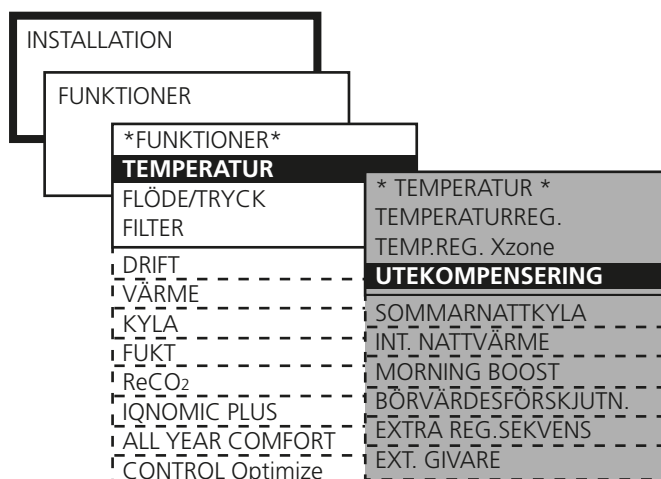 INSTALLATION
FUNKTIONER
*FUNKTIONER*
TEMPERATUR
FLÖDE/TRYCK
FILTER
DRIFT
VÄRME
KYLA
FUKT
ReCO2
IQNOMIC PLUS
ALL YEAR COMFORT
CONTROL Optimize
* TEMPERATUR *
TEMPERATURREG.
TEMP.REG. Xzone
UTEKOMPENSERING
SOMMARNATTKYLA
INT. NATTVÄRME
MORNING BOOST
BÖRVÄRDESFÖRSKJUTN.
EXTRA REG.SEKVENS
EXT. GIVARE